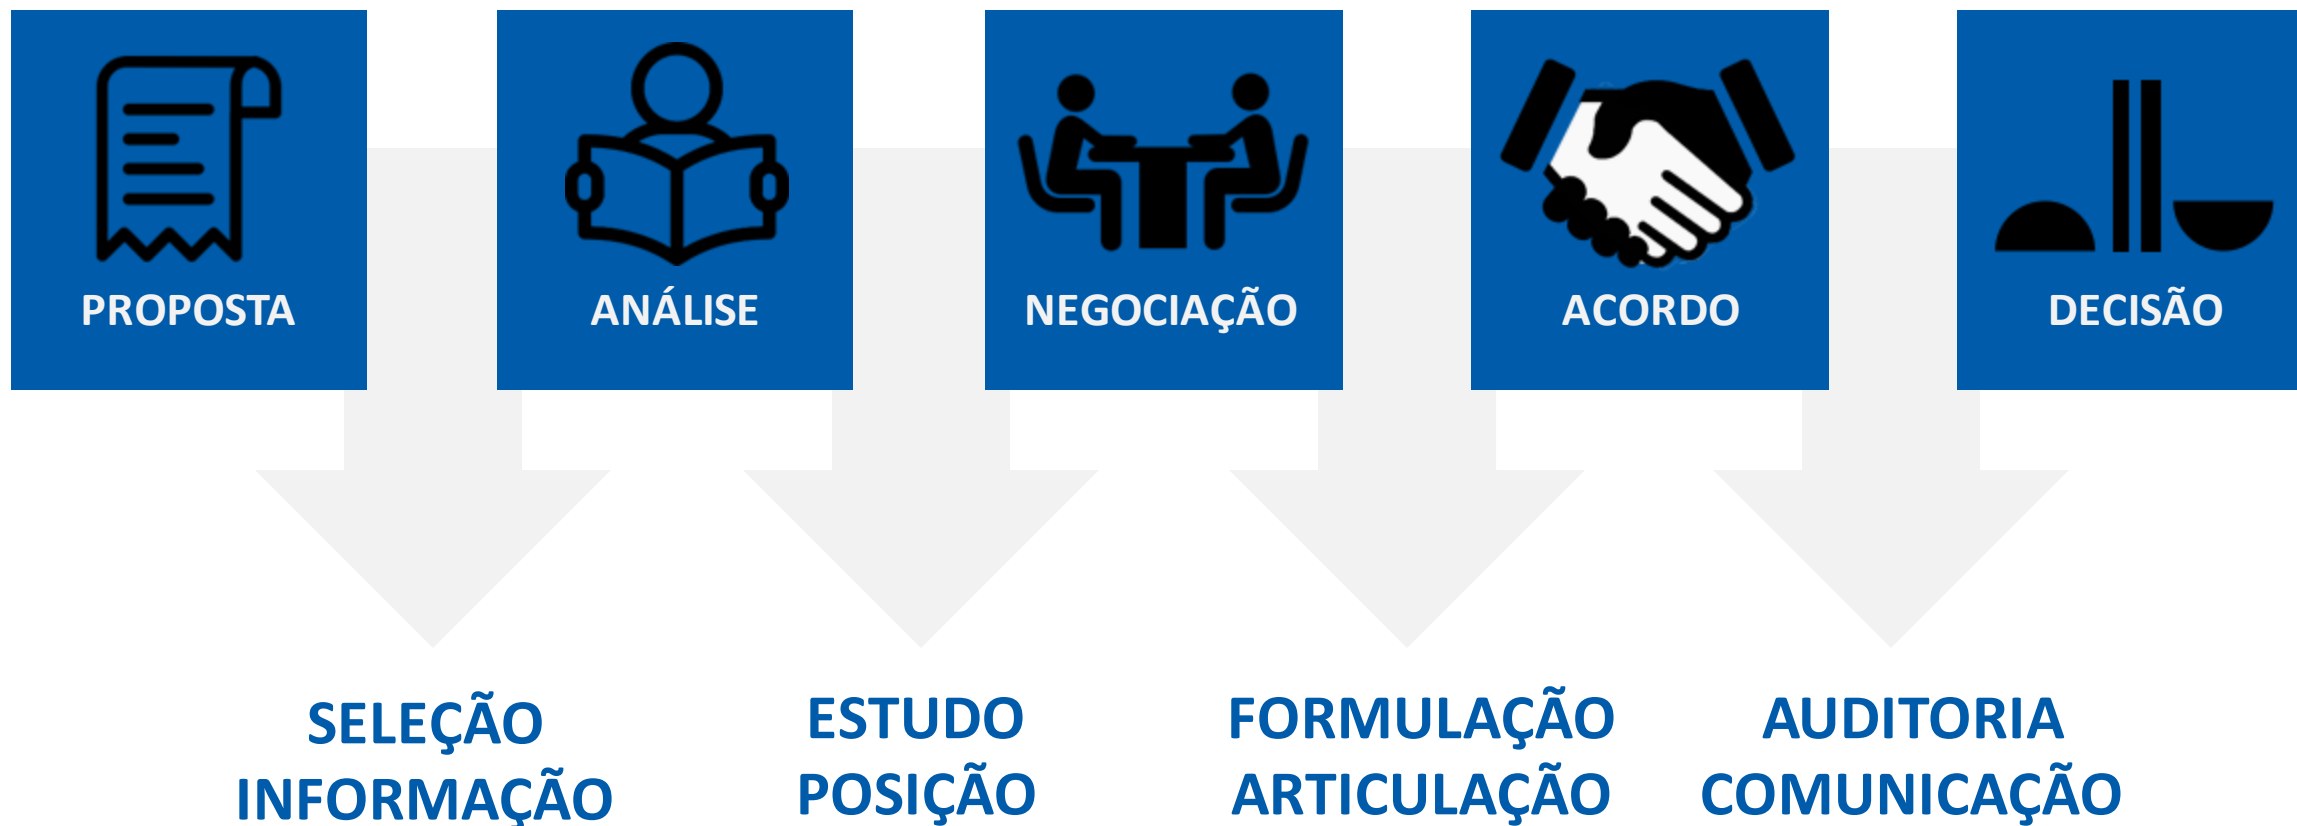 PROPOSTA
ANÁLISE
NEGOCIAÇÃO
ACORDO
DECISÃO
SELEÇÃO
INFORMAÇÃO
ESTUDO
POSIÇÃO
FORMULAÇÃO
ARTICULAÇÃO
AUDITORIA
COMUNICAÇÃO